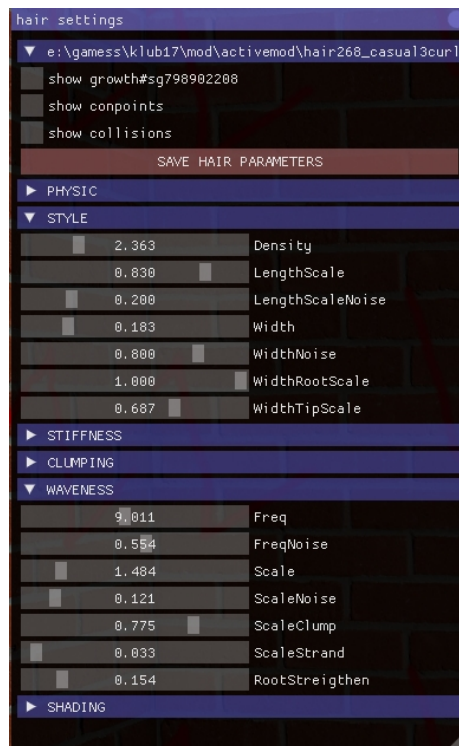 hair settings
▼ e:\gamess\klub17\mod\activemod\hair268_casual3curl
show growth#sg798902208
show conpoints
show collisions
SAVE HAIR PARAMETERS
► PHYSIC
▼ STYLE
2.363 Density
0.830 LengthScale
0.200 LengthScaleNoise
0.183 Width
0.800 WidthNoise
1.000 WidthRootScale
0.687 WidthTipScale
► STIFFNESS
► CLUMPING
▼ WAVENESS
9.011 Freq
0.554 FreqNoise
1.484 Scale
0.121 ScaleNoise
0.775 ScaleClump
0.033 ScaleStrand
0.154 RootStreigthen
► SHADING